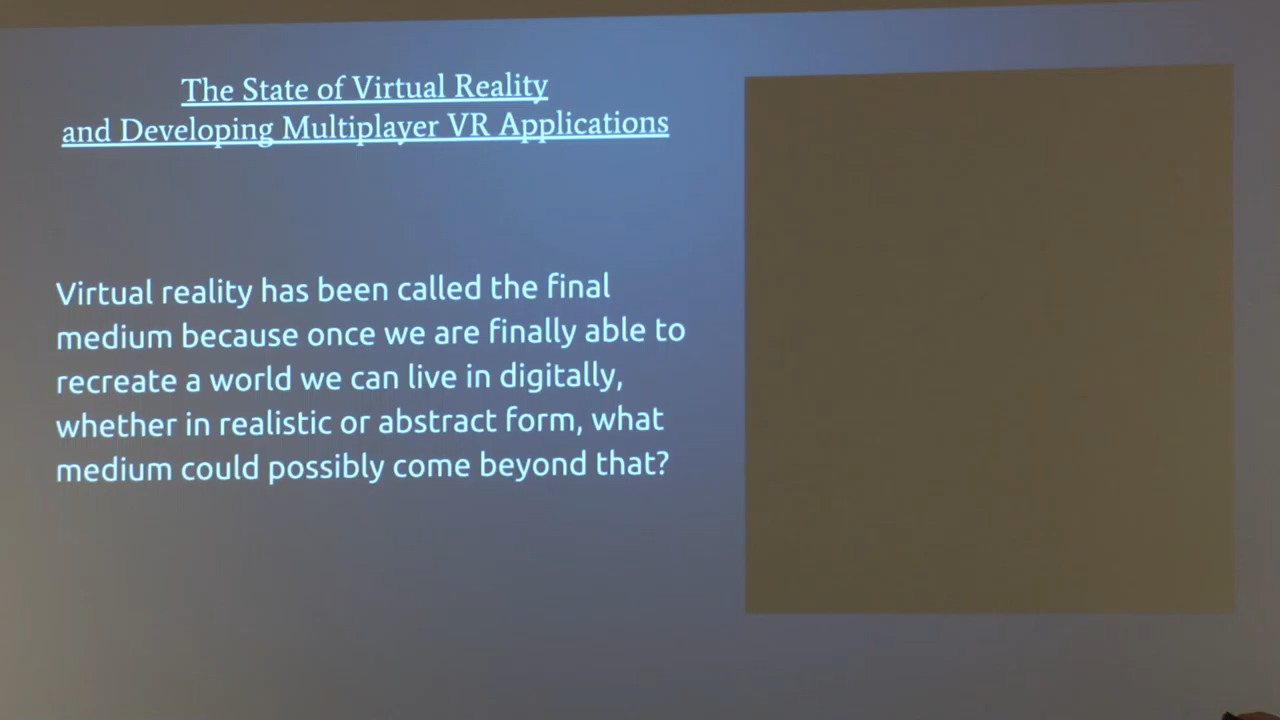 The State of Virtual Reality
and Developing Multiplayer VR Applications
Virtual reality has been called the final
medium because once we are finally able to
recreate a world we can live in digitally,
whether in realistic or abstract form, what
medium could possibly come beyond that?